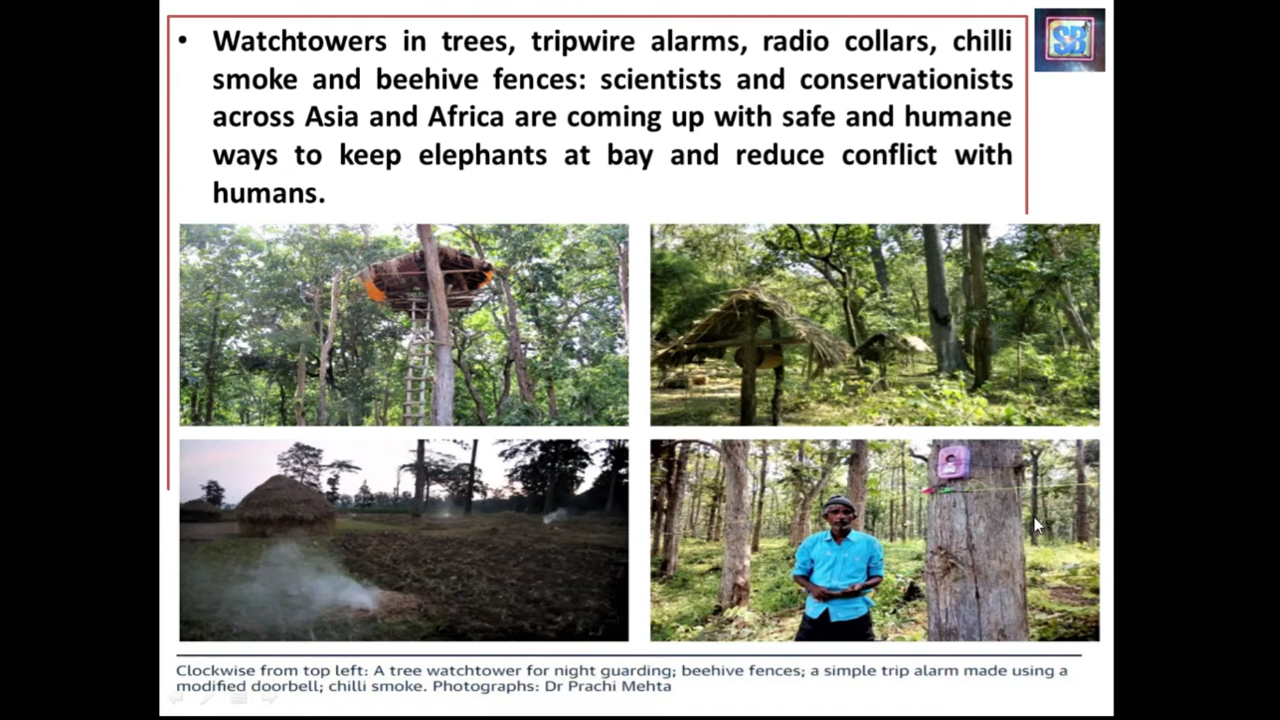 • Watchtowers in trees, tripwire alarms, radio collars, chilli
smoke and beehive fences: scientists and conservationists
across Asia and Africa are coming up with safe and humane
ways to keep elephants at bay and reduce conflict with
humans.
SB
Clockwise from top left: A tree watchtower for night guarding; beehive fences; a simple trip alarm made using a
modified doorbell; chilli smoke. Photographs: Dr Prachi Mehta